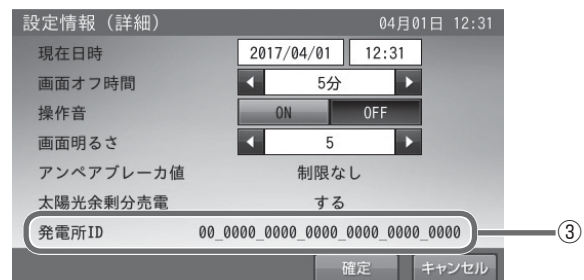 設定情報（詳細） 04月01日 12:31
現在日時 2017/04/01 12:31
画面オフ時間 5分
操作音 ON OFF
画面明るさ 5
アンペアブレーカ値 制限なし
太陽光余剰分売電 する
発電所ID 00_0000_0000_0000_0000_0000_0000 ③
確定 キャンセル